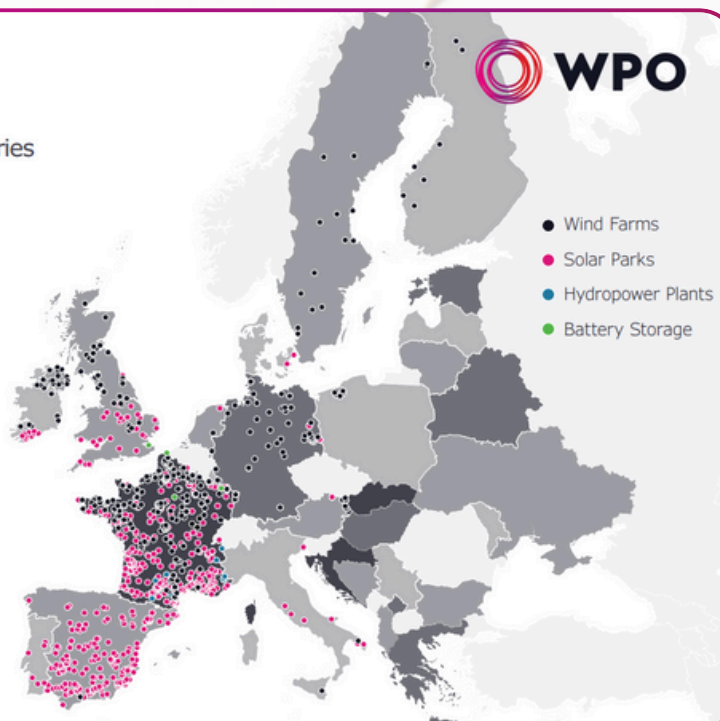 WPO
ries
Wind Farms
Solar Parks
Hydropower Plants
Battery Storage